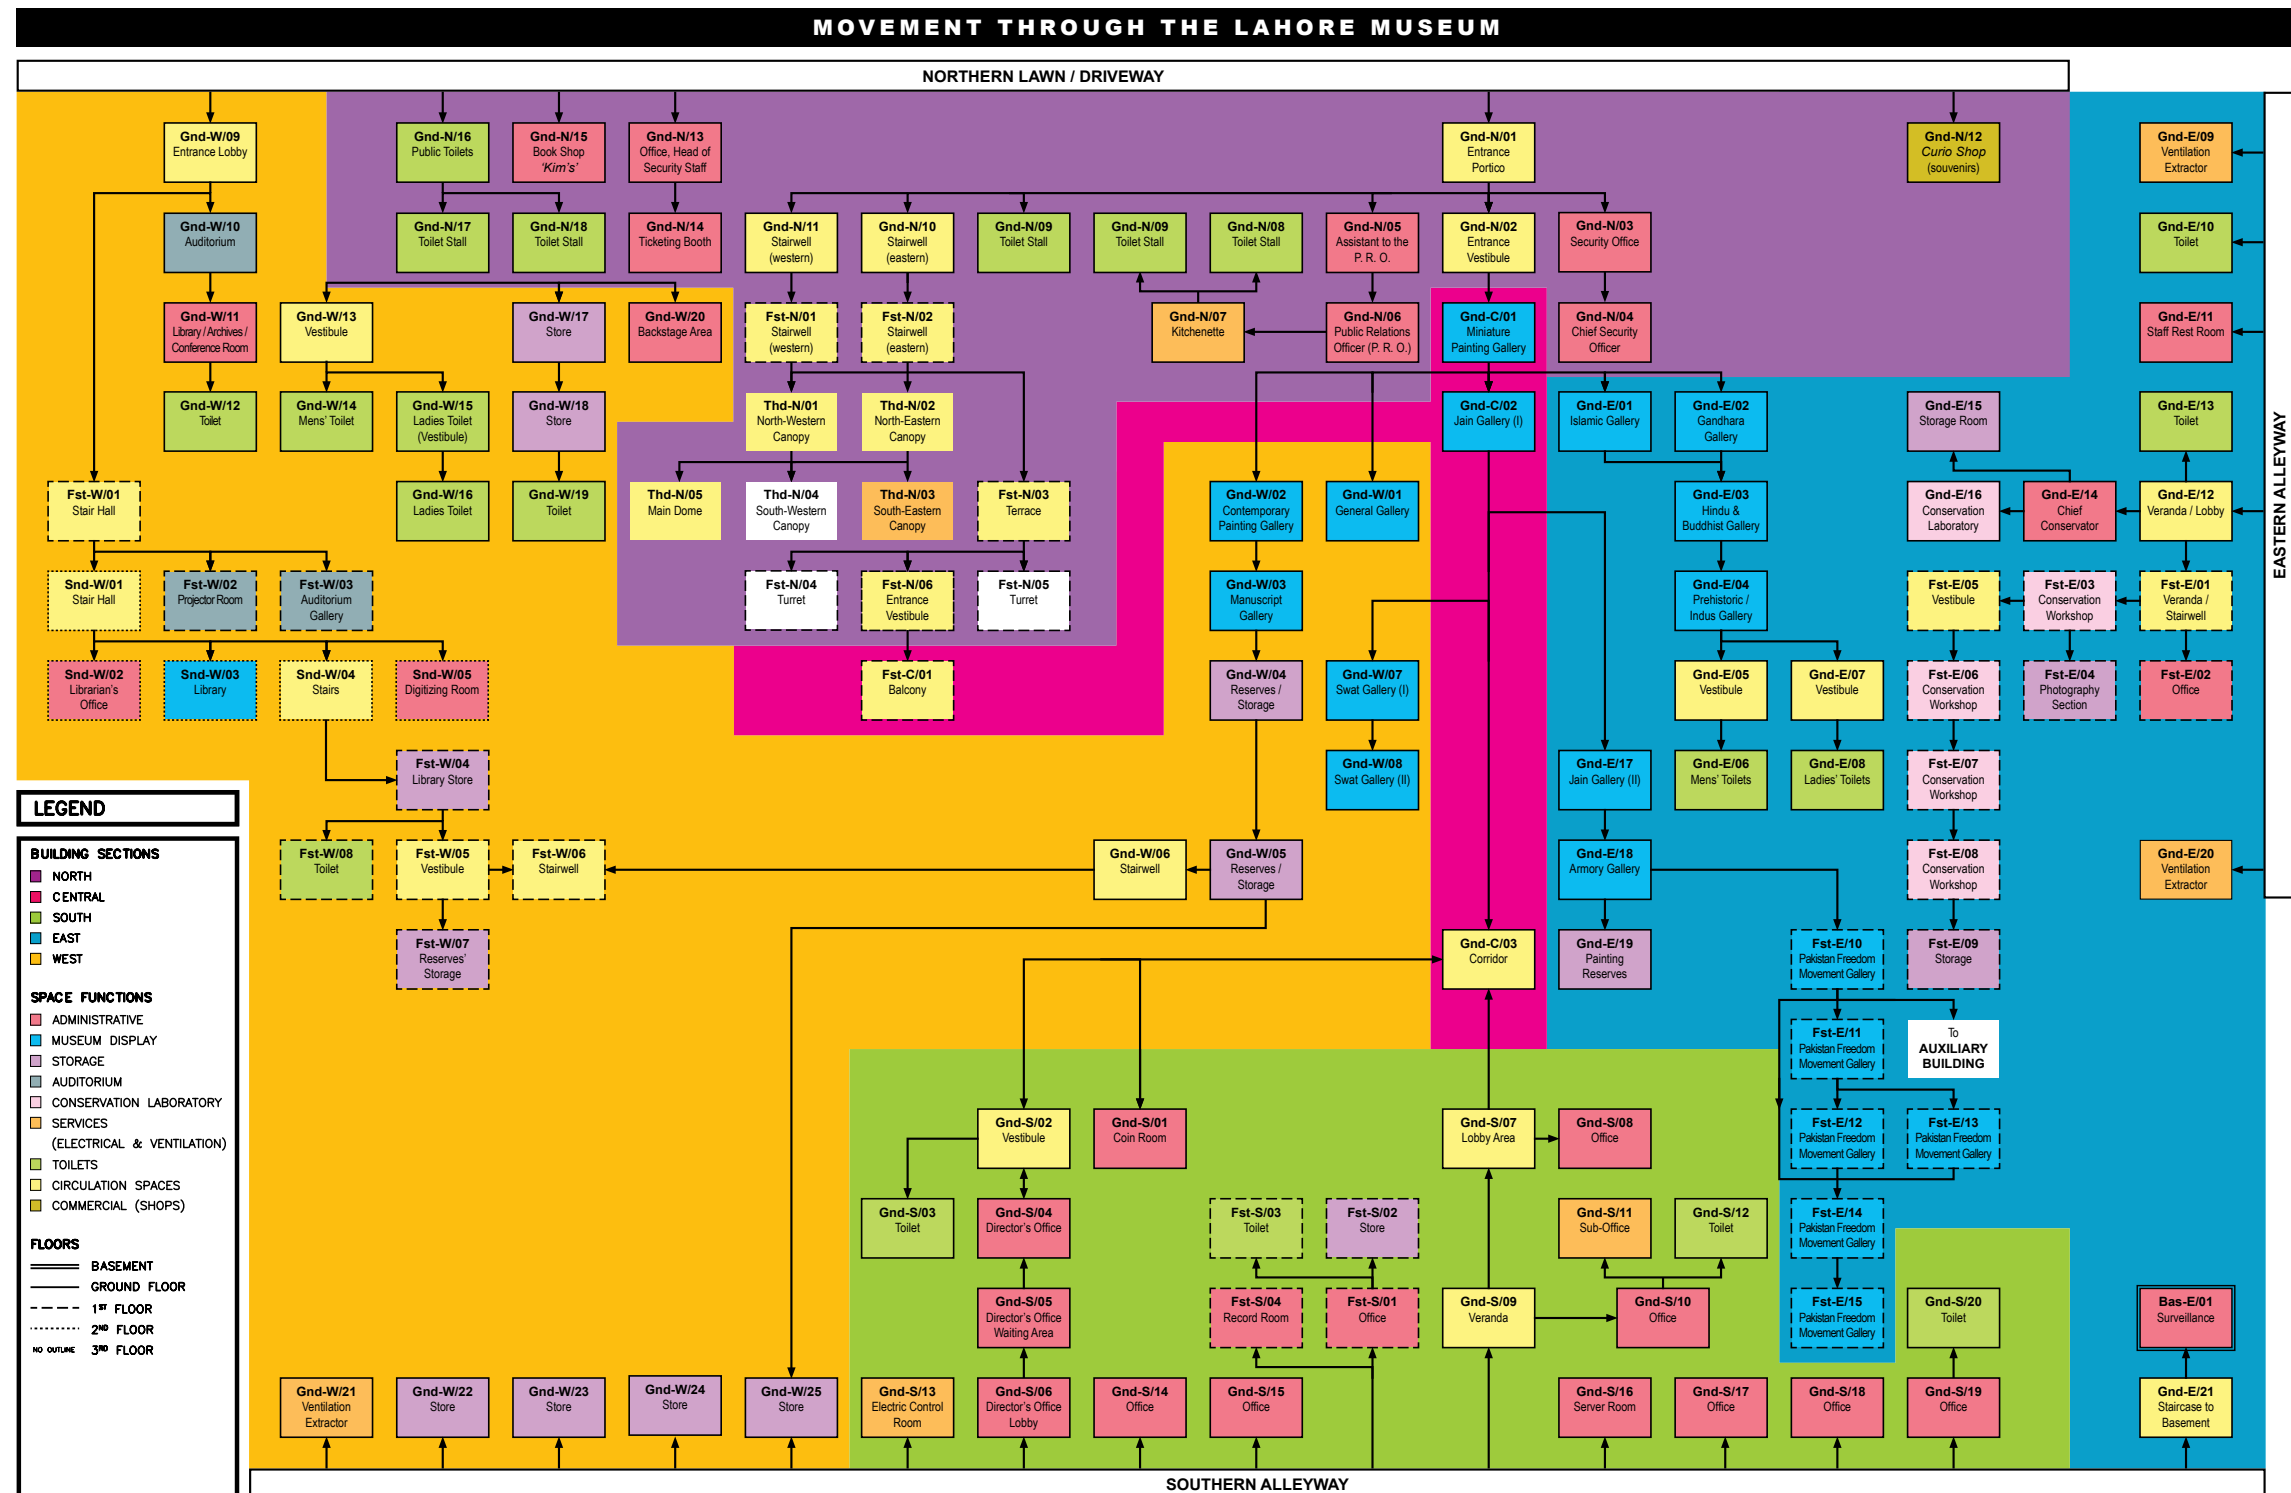 MOVEMENT THROUGH THE LAHORE MUSEUM
NORTHERN LAWN / DRIVEWAY
Gnd-W/09
Entrance Lobby
Gnd-N/16
Public Toilets
Gnd-N/15
Book Shop
'Kim's'
Gnd-N/13
Office, Head of
Security Staff
Gnd-N/01
Entrance
Portico
Gnd-N/12
Curio Shop
(souvenirs)
Gnd-E/09
Ventilation
Extractor
Gnd-W/10
Auditorium
Gnd-N/17
Toilet Stall
Gnd-N/18
Toilet Stall
Gnd-N/14
Ticketing Booth
Gnd-N/11
Stairwell
(western)
Gnd-N/10
Stairwell
(eastern)
Gnd-N/09
Toilet Stall
Gnd-N/09
Toilet Stall
Gnd-N/08
Toilet Stall
Gnd-N/05
Assistant to the
P. R. O.
Gnd-N/02
Entrance
Vestibule
Gnd-N/03
Security Office
Gnd-E/10
Toilet
Gnd-W/11
Library / Archives /
Conference Room
Gnd-W/13
Vestibule
Gnd-W/17
Store
Gnd-W/20
Backstage Area
Fst-N/01
Stairwell
(western)
Fst-N/02
Stairwell
(eastern)
Gnd-N/07
Kitchenette
Gnd-N/06
Public Relations
Officer (P. R. O.)
Gnd-C/01
Miniature
Painting Gallery
Gnd-N/04
Chief Security
Officer
Gnd-E/11
Staff Rest Room
Gnd-W/12
Toilet
Gnd-W/14
Mens' Toilet
Gnd-W/15
Ladies Toilet
(Vestibule)
Gnd-W/18
Store
Thd-N/01
North-Western
Canopy
Thd-N/02
North-Eastern
Canopy
Gnd-C/02
Jain Gallery (I)
Gnd-E/01
Islamic Gallery
Gnd-E/02
Gandhara
Gallery
Gnd-E/15
Storage Room
Gnd-E/13
Toilet
EASTERN ALLEYWAY
Fst-W/01
Stair Hall
Gnd-W/16
Ladies Toilet
Gnd-W/19
Toilet
Thd-N/05
Main Dome
Thd-N/04
South-Western
Canopy
Thd-N/03
South-Eastern
Canopy
Fst-N/03
Terrace
Gnd-W/02
Contemporary
Painting Gallery
Gnd-W/01
General Gallery
Gnd-E/03
Hindu &
Buddhist Gallery
Gnd-E/16
Conservation
Laboratory
Gnd-E/14
Chief
Conservator
Gnd-E/12
Veranda / Lobby
Snd-W/01
Stair Hall
Fst-W/02
Projector Room
Fst-W/03
Auditorium
Gallery
Fst-N/04
Turret
Fst-N/06
Entrance
Vestibule
Fst-N/05
Turret
Gnd-W/03
Manuscript
Gallery
Gnd-E/04
Prehistoric /
Indus Gallery
Fst-E/05
Vestibule
Fst-E/03
Conservation
Workshop
Fst-E/01
Veranda /
Stairwell
Snd-W/02
Librarian's
Office
Snd-W/03
Library
Snd-W/04
Stairs
Snd-W/05
Digitizing Room
Fst-C/01
Balcony
Gnd-W/04
Reserves /
Storage
Gnd-W/07
Swat Gallery (I)
Gnd-E/05
Vestibule
Gnd-E/07
Vestibule
Fst-E/06
Conservation
Workshop
Fst-E/04
Photography
Section
Fst-E/02
Office
Fst-W/04
Library Store
Gnd-W/08
Swat Gallery (II)
Gnd-E/17
Jain Gallery (II)
Gnd-E/06
Mens' Toilets
Gnd-E/08
Ladies' Toilets
Fst-E/07
Conservation
Workshop
Fst-W/08
Toilet
Fst-W/05
Vestibule
Fst-W/06
Stairwell
Gnd-W/06
Stairwell
Gnd-W/05
Reserves /
Storage
Gnd-E/18
Armory Gallery
Fst-E/08
Conservation
Workshop
Gnd-E/20
Ventilation
Extractor
Fst-W/07
Reserves'
Storage
Gnd-C/03
Corridor
Gnd-E/19
Painting
Reserves
Fst-E/10
Pakistan Freedom
Movement Gallery
Fst-E/09
Storage
Fst-E/11
Pakistan Freedom
Movement Gallery
To
AUXILIARY
BUILDING
Gnd-S/02
Vestibule
Gnd-S/01
Coin Room
Gnd-S/07
Lobby Area
Gnd-S/08
Office
Fst-E/12
Pakistan Freedom
Movement Gallery
Fst-E/13
Pakistan Freedom
Movement Gallery
Gnd-S/03
Toilet
Gnd-S/04
Director's Office
Fst-S/03
Toilet
Fst-S/02
Store
Gnd-S/11
Sub-Office
Gnd-S/12
Toilet
Fst-E/14
Pakistan Freedom
Movement Gallery
Gnd-S/05
Director's Office
Waiting Area
Fst-S/04
Record Room
Fst-S/01
Office
Gnd-S/09
Veranda
Gnd-S/10
Office
Fst-E/15
Pakistan Freedom
Movement Gallery
Gnd-S/20
Toilet
Bas-E/01
Surveillance
Gnd-W/21
Ventilation
Extractor
Gnd-W/22
Store
Gnd-W/23
Store
Gnd-W/24
Store
Gnd-W/25
Store
Gnd-S/13
Electric Control
Room
Gnd-S/06
Director's Office
Lobby
Gnd-S/14
Office
Gnd-S/15
Office
Gnd-S/16
Server Room
Gnd-S/17
Office
Gnd-S/18
Office
Gnd-S/19
Office
Gnd-E/21
Staircase to
Basement
SOUTHERN ALLEYWAY
LEGEND
BUILDING SECTIONS
NORTH
CENTRAL
SOUTH
EAST
WEST
SPACE FUNCTIONS
ADMINISTRATIVE
MUSEUM DISPLAY
STORAGE
AUDITORIUM
CONSERVATION LABORATORY
SERVICES
(ELECTRICAL & VENTILATION)
TOILETS
CIRCULATION SPACES
COMMERCIAL (SHOPS)
FLOORS
BASEMENT
GROUND FLOOR
1ST FLOOR
2ND FLOOR
NO OUTLINE 3RD FLOOR